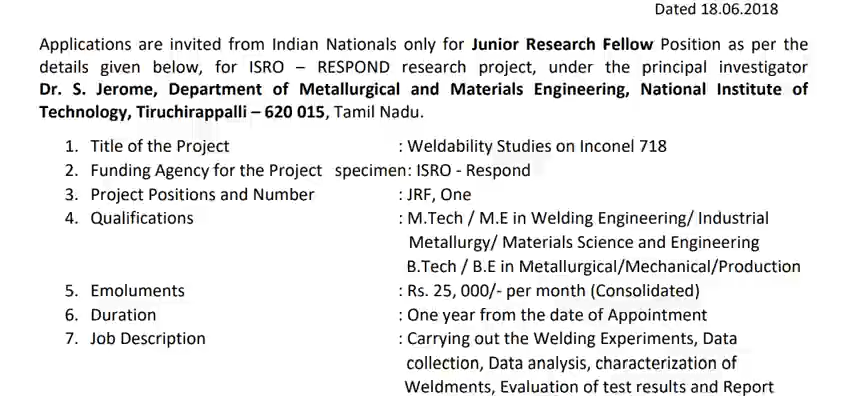 Dated 18.06.2018
Applications are invited from Indian Nationals only for Junior Research Fellow Position as per the
details given below, for ISRO – RESPOND research project, under the principal investigator
Dr. S. Jerome, Department of Metallurgical and Materials Engineering, National Institute of
Technology, Tiruchirappalli – 620 015, Tamil Nadu.
1. Title of the Project : Weldability Studies on Inconel 718
2. Funding Agency for the Project specimen: ISRO - Respond
3. Project Positions and Number : JRF, One
4. Qualifications : M.Tech / M.E in Welding Engineering/ Industrial
Metallurgy/ Materials Science and Engineering
B.Tech / B.E in Metallurgical/Mechanical/Production
5. Emoluments : Rs. 25, 000/- per month (Consolidated)
6. Duration : One year from the date of Appointment
7. Job Description : Carrying out the Welding Experiments, Data
collection, Data analysis, characterization of
Weldments, Evaluation of test results and Report